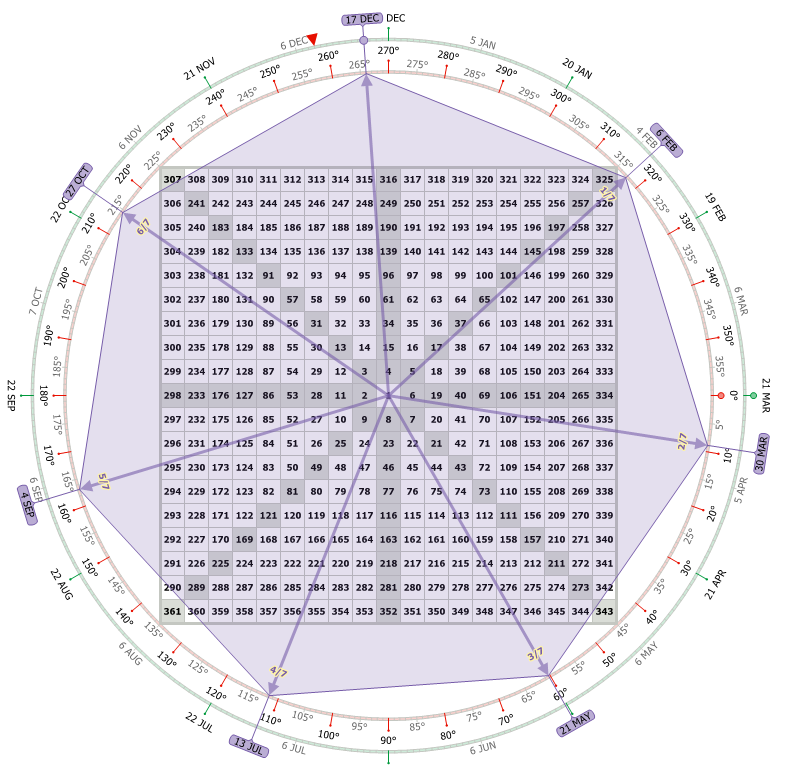 17 DEC
DEC
6 DEC
5 JAN
21 NOV
20 JAN
6 NOV
4 FEB
6 FEB
27 OCT
22 OC
19 FEB
7 OCT
6 MAR
22 SEP
21 MAR
30 MAR
6 SEP
4 SEP
5 APR
22 AUG
21 APR
6 AUG
6 MAY
22 JUL
21 MAY
13 JUL
6 JUL
6 JUN
270°
275°
280°
285°
290°
295°
300°
305°
310°
315°
320°
325
330°
335°
340°
345°
350°
355°
0°
5°
10°
15°
20°
25°
30°
35°
40°
45°
50°
55°
60°
65°
70°
75°
80°
85°
90°
95°
100°
105°
110°
115°
120°
125°
130°
135°
140°
145°
150°
155°
160°
165°
170°
175°
180°
185°
190°
195°
200°
205°
210°
220°
225°
230°
235°
240°
245°
250°
255°
260°
265°
1/7
2/7
3/7
4/7
5/7
6/7
307 308 309 310 311 312 313 314 315 316 317 318 319 320 321 322 323 324 325
306 241 242 243 244 245 246 247 248 249 250 251 252 253 254 255 256 257 326
305 240 183 184 185 186 187 188 189 190 191 192 193 194 195 196 197 258 327
304 239 182 133 134 135 136 137 138 139 140 141 142 143 144 145 198 259 328
303 238 181 132 91 92 93 94 95 96 97 98 99 100 101 146 199 260 329
302 237 180 131 90 57 58 59 60 61 62 63 64 65 102 147 200 261 330
301 236 179 130 89 56 31 32 33 34 35 36 37 66 103 148 201 262 331
300 235 178 129 88 55 30 13 14 15 16 17 38 67 104 149 202 263 332
299 234 177 128 87 54 29 12 3 4 5 18 39 68 105 150 203 264 333
298 233 176 127 86 53 28 11 2 6 19 40 69 106 151 204 265 334
297 232 175 126 85 52 27 10 9 8 7 20 41 70 107 152 205 266 335
296 231 174 125 84 51 26 25 24 23 22 21 42 71 108 153 206 267 336
295 230 173 124 83 50 49 48 47 46 45 44 43 72 109 154 207 268 337
294 229 172 123 82 81 80 79 78 77 76 75 74 73 110 155 208 269 338
293 228 171 122 121 120 119 118 117 116 115 114 113 112 111 156 209 270 339
292 227 170 169 168 167 166 165 164 163 162 161 160 159 158 157 210 271 340
291 226 225 224 223 222 221 220 219 218 217 216 215 214 213 212 211 272 341
290 289 288 287 286 285 284 283 282 281 280 279 278 277 276 275 274 273 342
361 360 359 358 357 356 355 354 353 352 351 350 349 348 347 346 345 344 343